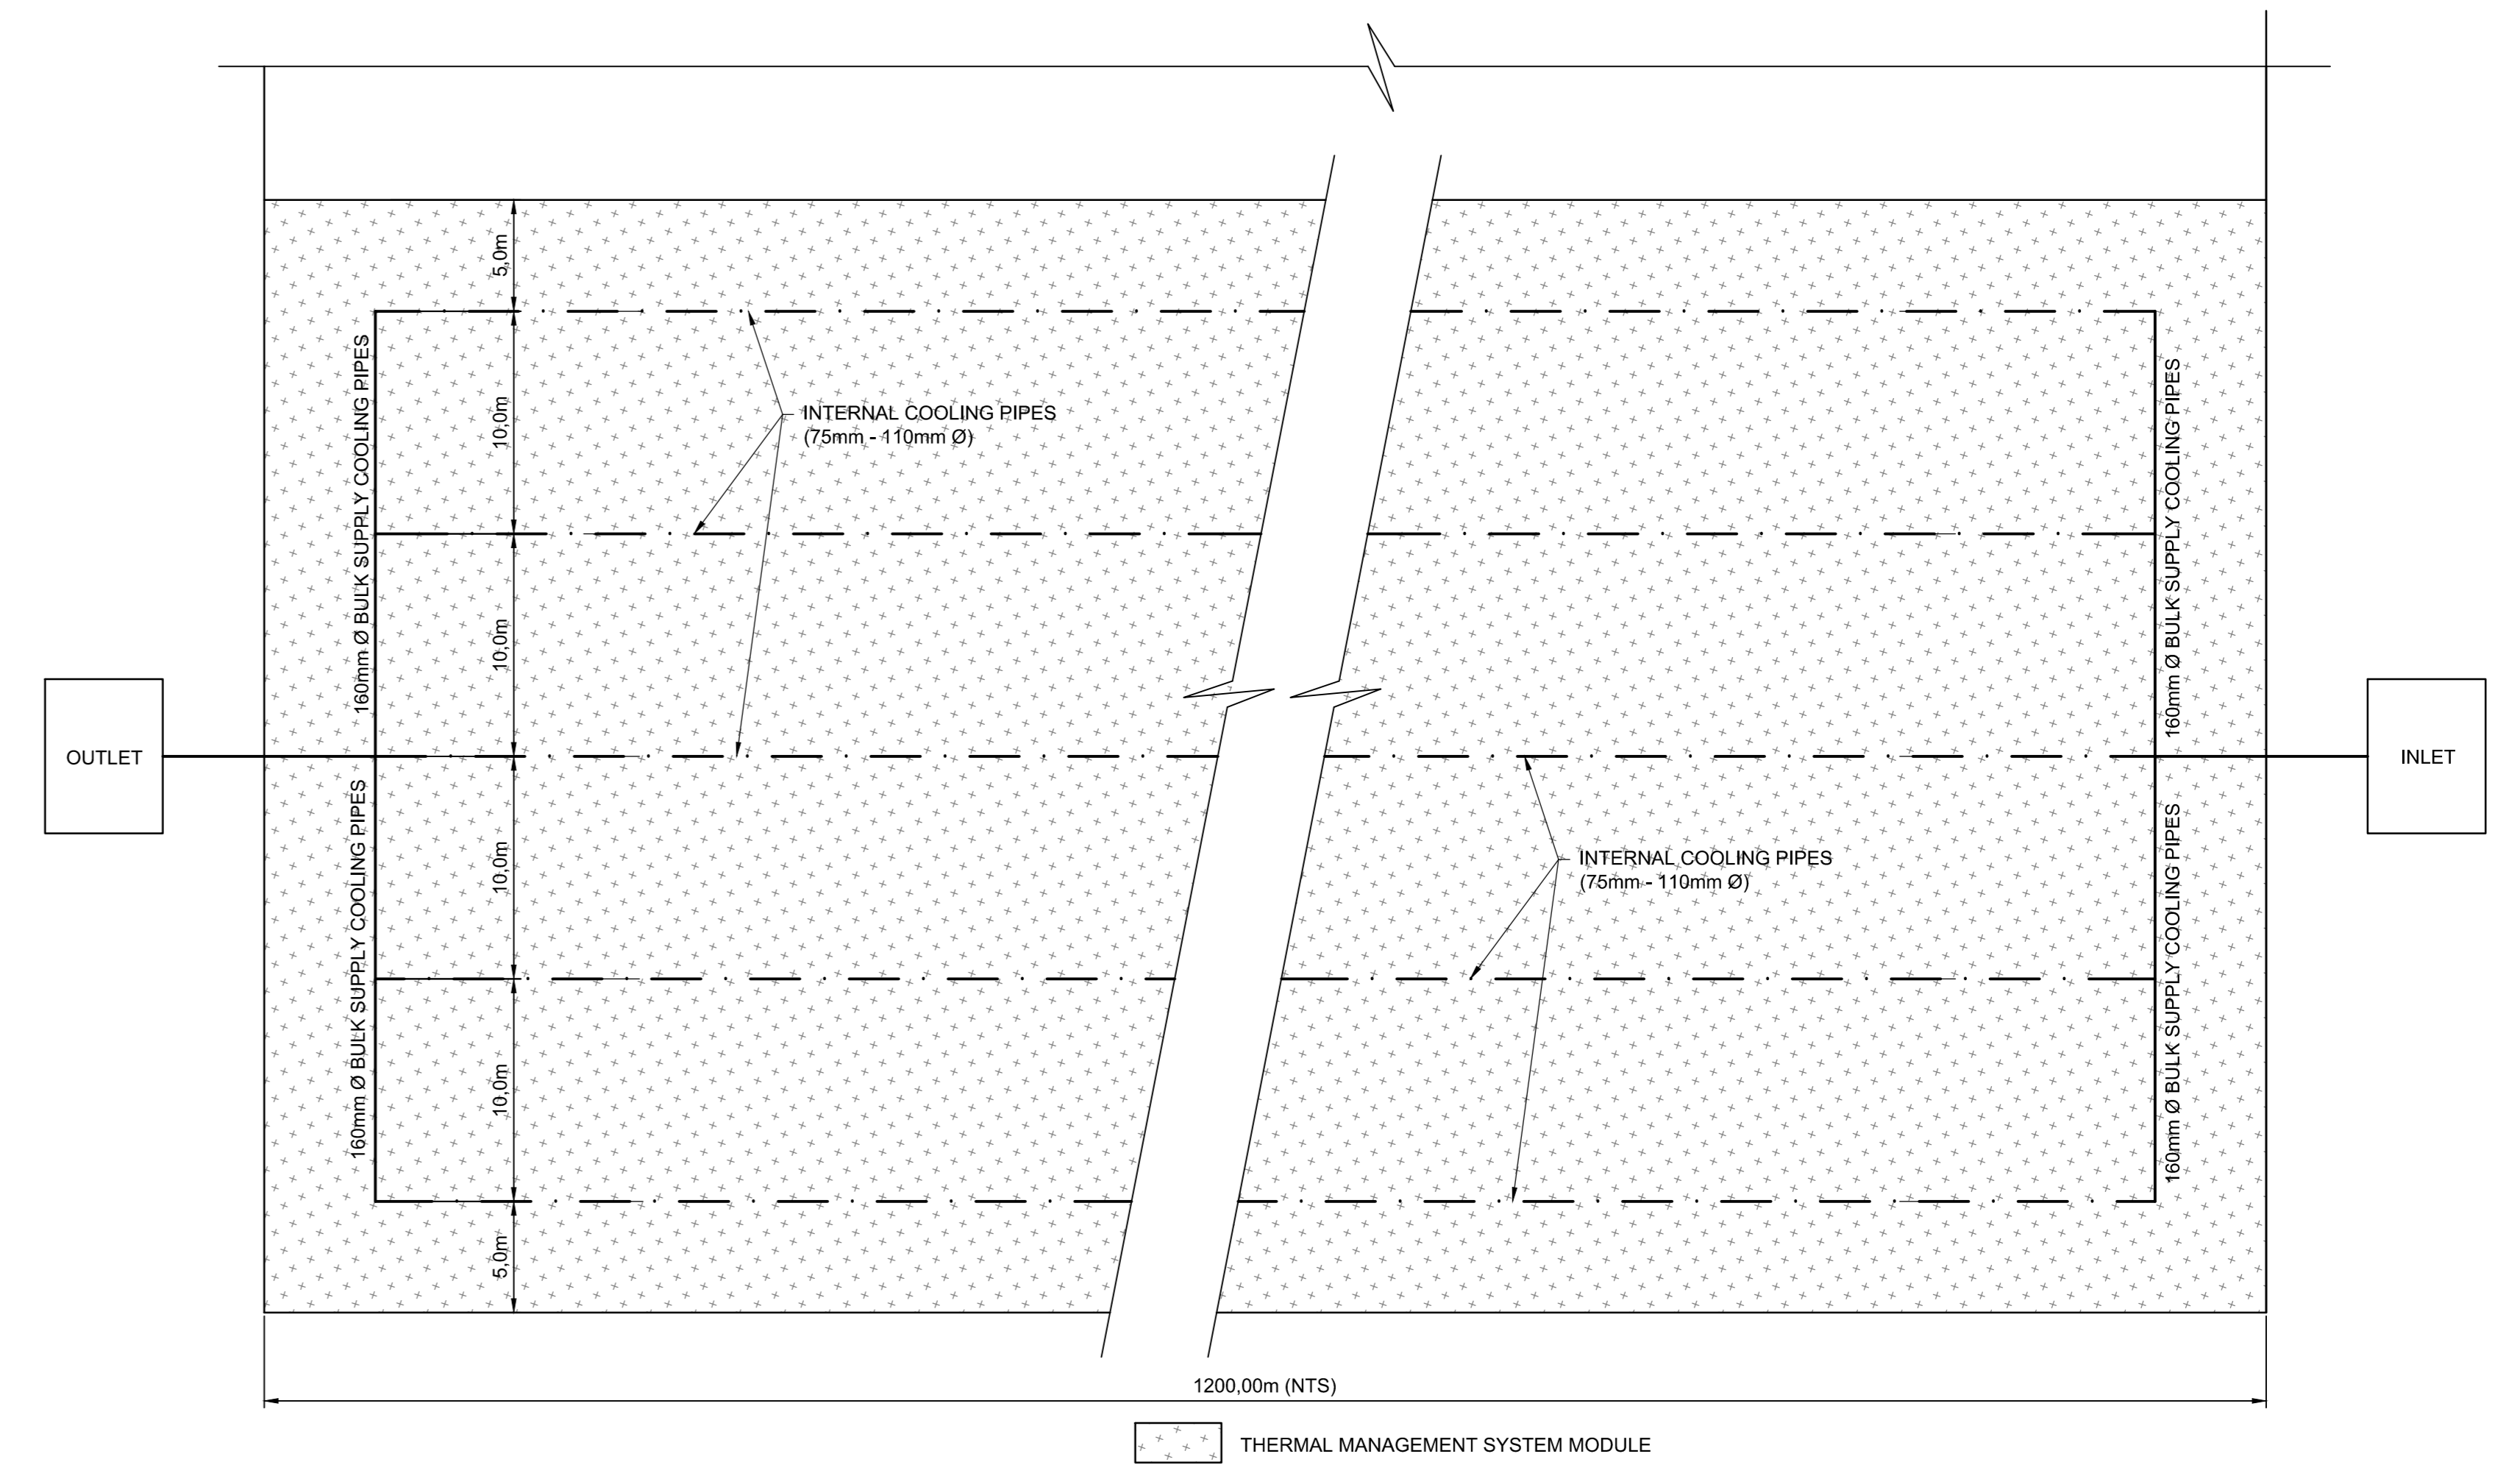 5,0m
160mm Ø BULK SUPPLY COOLING PIPES
10,0m
INTERNAL COOLING PIPES
(75mm - 110mm Ø)
160mm Ø BULK SUPPLY COOLING PIPES
10,0m
OUTLET
INLET
160mm Ø BULK SUPPLY COOLING PIPES
10,0m
INTERNAL COOLING PIPES
(75mm - 110mm Ø)
160mm Ø BULK SUPPLY COOLING PIPES
10,0m
5,0m
1200,00m (NTS)
THERMAL MANAGEMENT SYSTEM MODULE